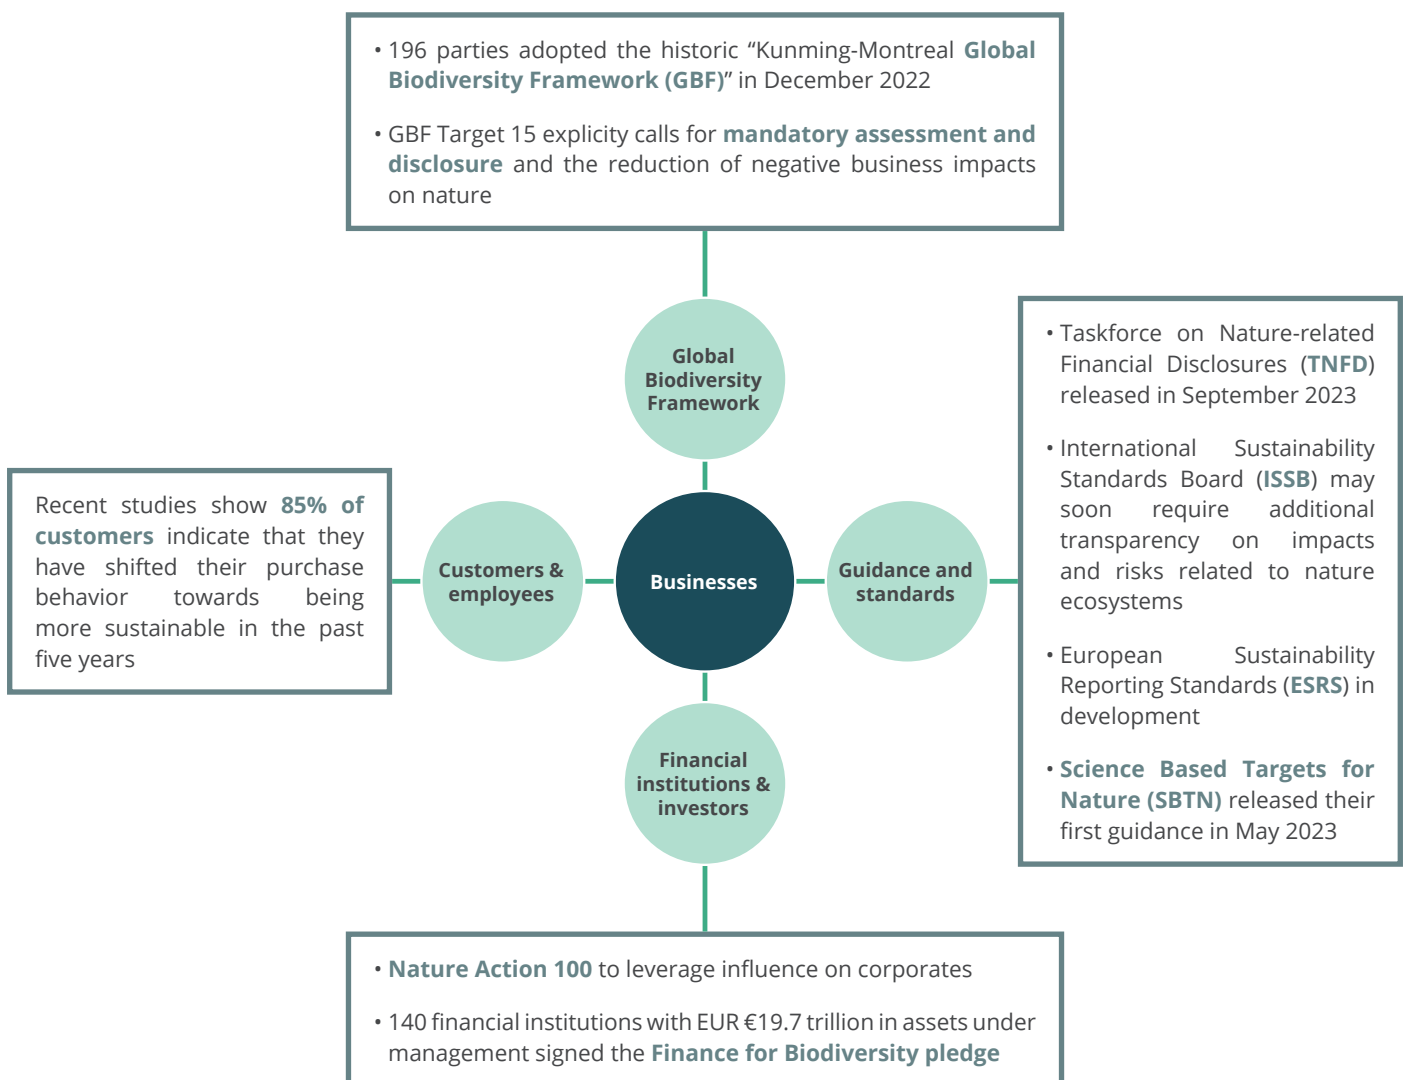 • 196 parties adopted the historic “Kunming-Montreal Global
Biodiversity Framework (GBF)” in December 2022
• GBF Target 15 explicity calls for mandatory assessment and
disclosure and the reduction of negative business impacts
on nature
Global
Biodiversity
Framework
Recent studies show 85% of
customers indicate that they
have shifted their purchase
behavior towards being
more sustainable in the past
five years
Customers &
employees
Businesses
Guidance and
standards
• Taskforce on Nature-related
Financial Disclosures (TNFD)
released in September 2023
• International Sustainability
Standards Board (ISSB) may
soon require additional
transparency on impacts
and risks related to nature
ecosystems
• European Sustainability
Reporting Standards (ESRS) in
development
• Science Based Targets for
Nature (SBTN) released their
first guidance in May 2023
Financial
institutions &
investors
• Nature Action 100 to leverage influence on corporates
• 140 financial institutions with EUR €19.7 trillion in assets under
management signed the Finance for Biodiversity pledge